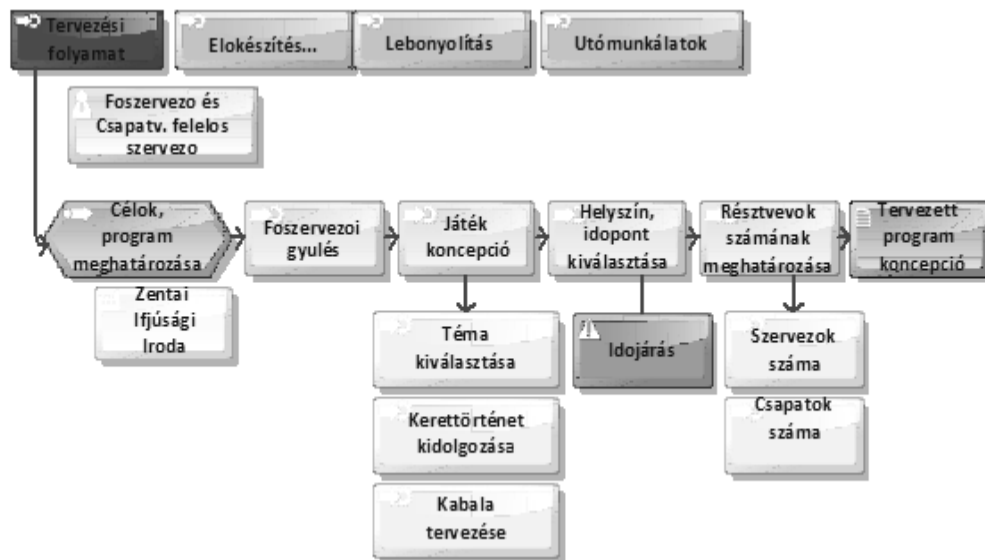 Tervezési
folyamat
Elokészítés...
Lebonyolítás
Utómunkálatok
Foszervezo és
Csapatv. felelos
szervezo
Célok,
program
meghatározása
Foszervezoi
gyulés
Játék
koncepció
Helyszín,
idopont
kiválasztása
Résztvevok
számának
meghatározása
Tervezett
program
koncepció
Zentai
Ifjúsági
Iroda
Téma
kiválasztása
Idojárás
Szervezok
száma
Kerettörténet
kidolgozása
Csapatok
száma
Kabala
tervezése